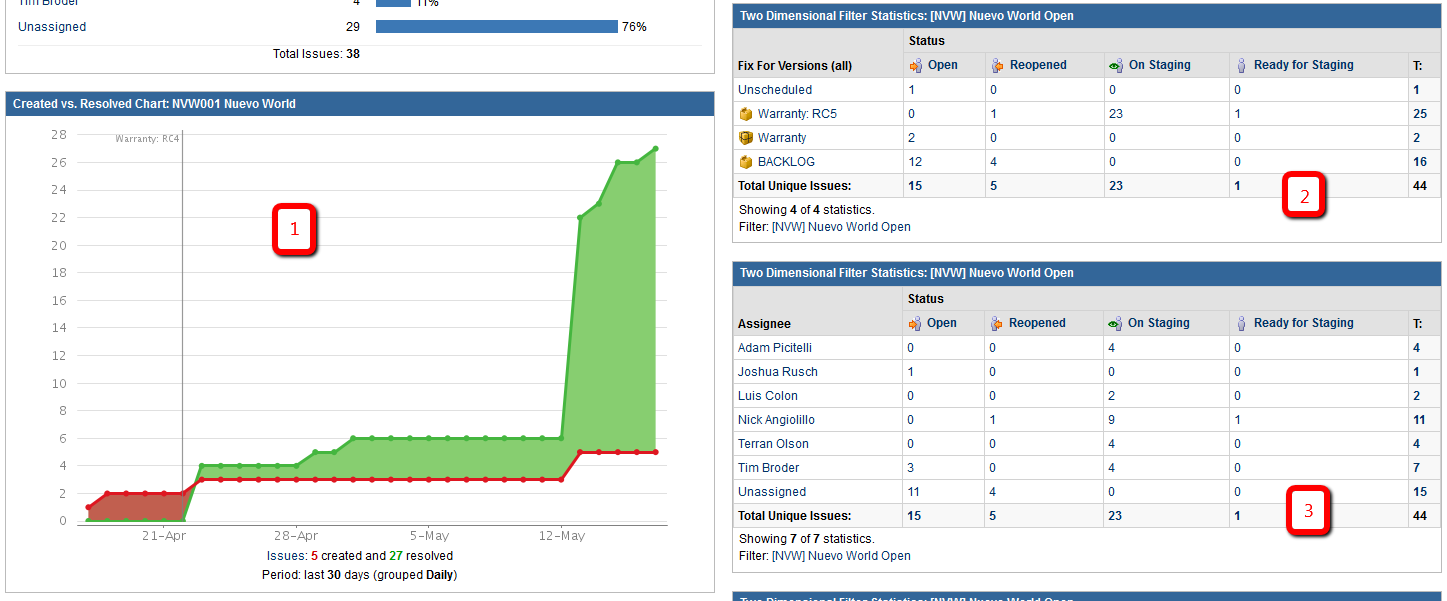 Tim Broder 4 11%
Unassigned 29 76%
Total Issues: 38
Created vs. Resolved Chart: NVW001 Nuevo World
Warranty: RC4
28
26
24
22
20
18
16
14
12
10
8
6
4
2
0
1
21-Apr 28-Apr 5-May 12-May
Issues: 5 created and 27 resolved
Period: last 30 days (grouped Daily)
Two Dimensional Filter Statistics: [NVW] Nuevo World Open
Status
Fix For Versions (all) Open Reopened On Staging Ready for Staging T:
Unscheduled 1 0 0 0 1
Warranty: RC5 0 1 23 1 25
Warranty 2 0 0 0 2
BACKLOG 12 4 0 0 16
Total Unique Issues: 15 5 23 1 44
2
Showing 4 of 4 statistics.
Filter: [NVW] Nuevo World Open
Two Dimensional Filter Statistics: [NVW] Nuevo World Open
Status
Assignee Open Reopened On Staging Ready for Staging T:
Adam Picitelli 0 0 4 0 4
Joshua Rusch 1 0 0 0 1
Luis Colon 0 0 2 0 2
Nick Angiolillo 0 1 9 1 11
Terran Olson 0 0 4 0 4
Tim Broder 3 0 4 0 7
Unassigned 11 4 0 0 15
Total Unique Issues: 15 5 23 1 44
3
Showing 7 of 7 statistics.
Filter: [NVW] Nuevo World Open
Two Dimensional Filter Statistics: [NVW] Nuevo World Open